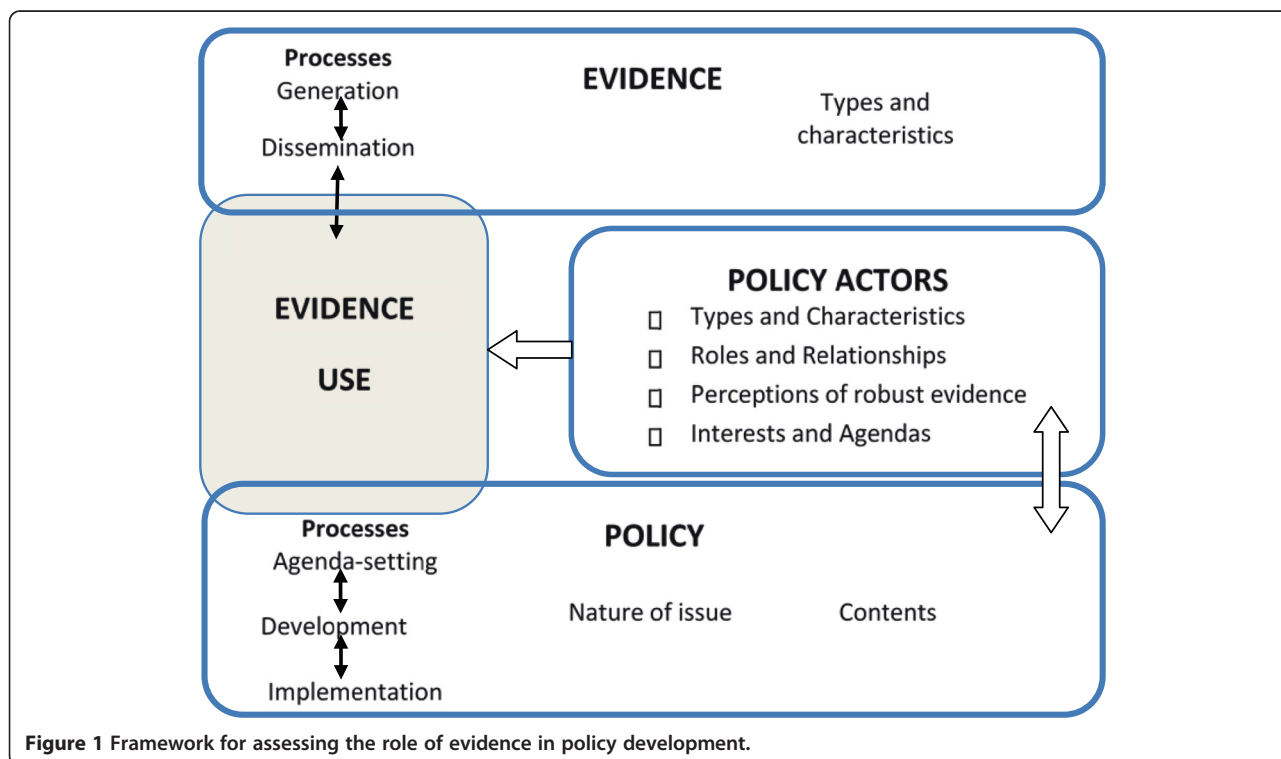 Processes
Generation
Dissemination
EVIDENCE
Types and
characteristics
EVIDENCE
USE
POLICY ACTORS
Types and Characteristics
Roles and Relationships
Perceptions of robust evidence
Interests and Agendas
Processes
Agenda-setting
Development
Implementation
POLICY
Nature of issue
Contents
Figure 1 Framework for assessing the role of evidence in policy development.